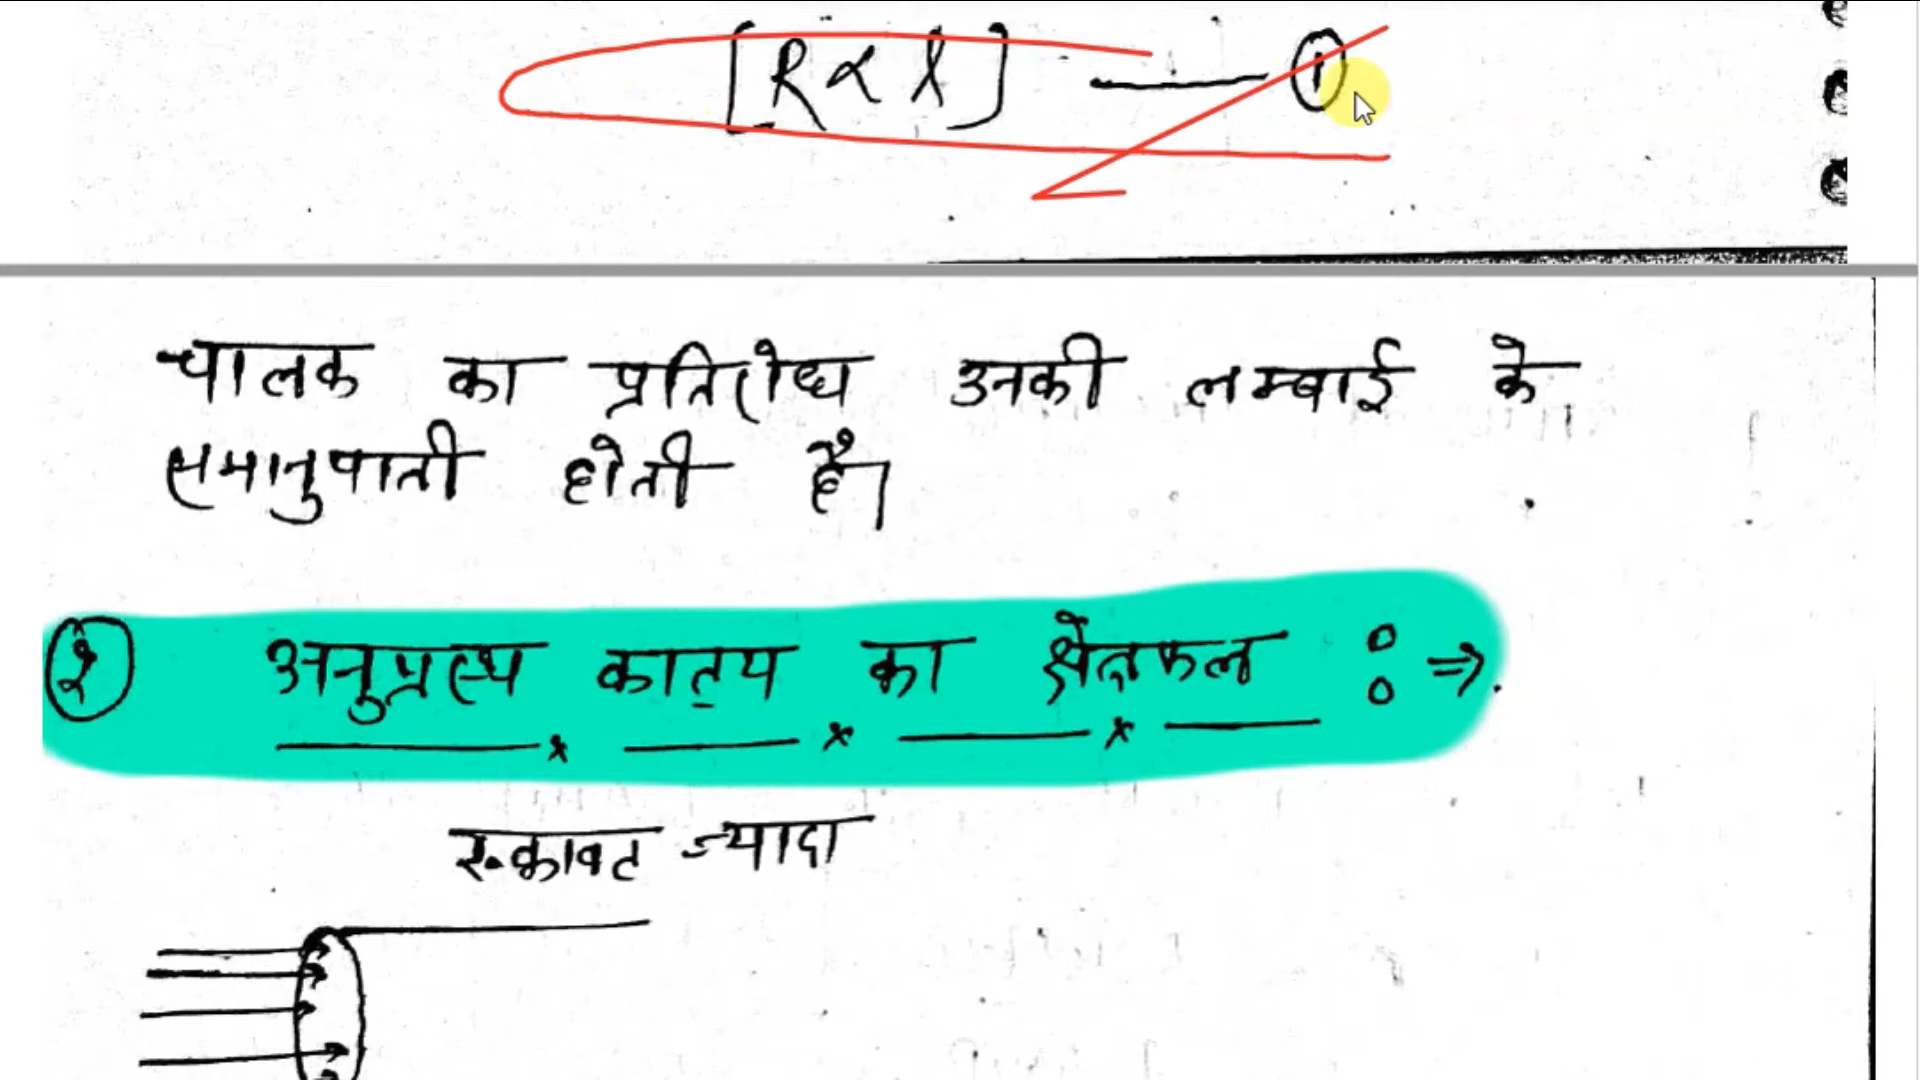 [R ∝ l] — ①
चालक का प्रतिरोध उनकी लम्बाई के
समानुपाती होती है।
② अनुप्रस्थ काट्य का क्षेत्रफल :⇒
रूकावट ज्यादा